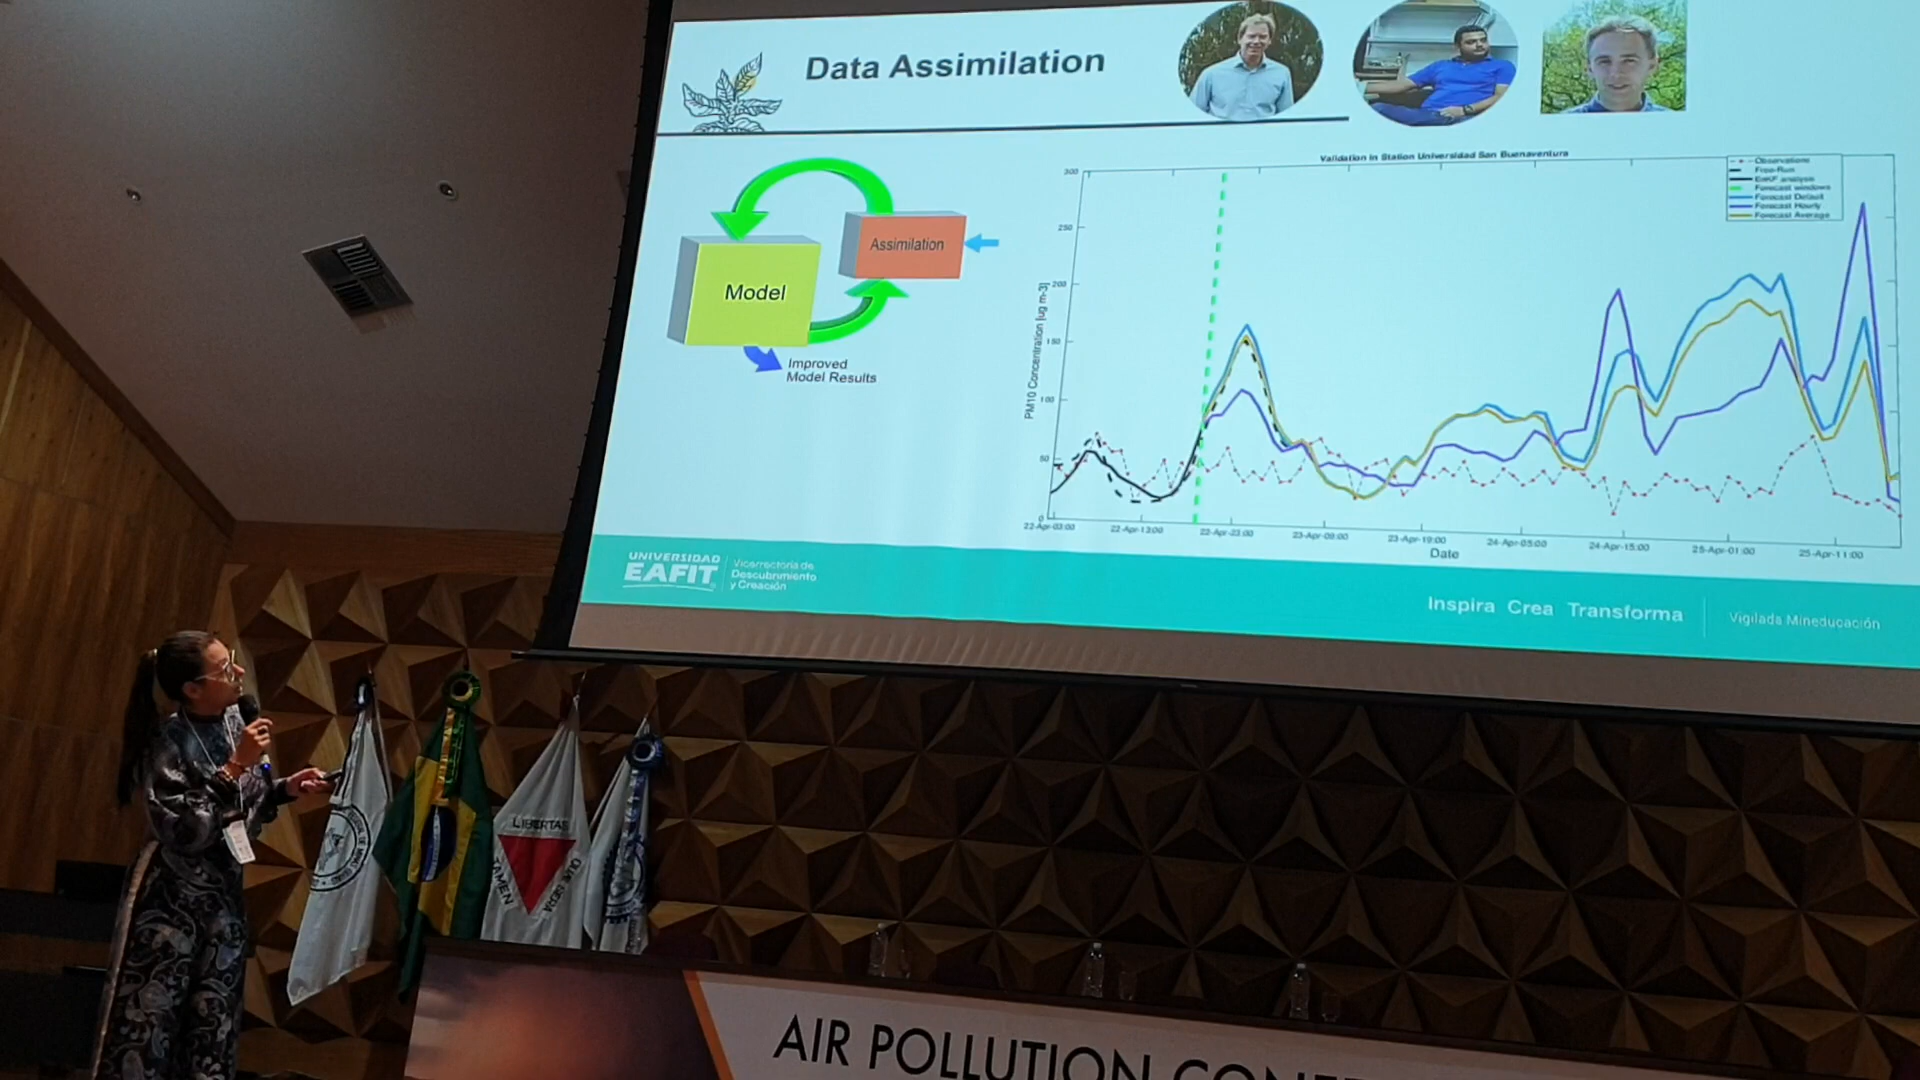 Data Assimilation
Assimilation
Model
Improved
Model Results
Validation in Station Universidad San Buenaventura
Observations
Free-Run
EnKF analysis
Forecast windows
Forecast Default
Forecast Hourly
Forecast Average
PM10 Concentration [ug m-3]
300
250
200
150
100
50
0
22-Apr-03:00
22-Apr-13:00
22-Apr-23:00
23-Apr-09:00
23-Apr-19:00
24-Apr-05:00
24-Apr-15:00
25-Apr-01:00
25-Apr-11:00
Date
UNIVERSIDAD
EAFIT
Vicerrectoría de
Descubrimiento
y Creación
Inspira Crea Transforma
Vigilada Mineducación
LIBERTAS
QUÆ SERA
TAMEN
AIR POLLUTION